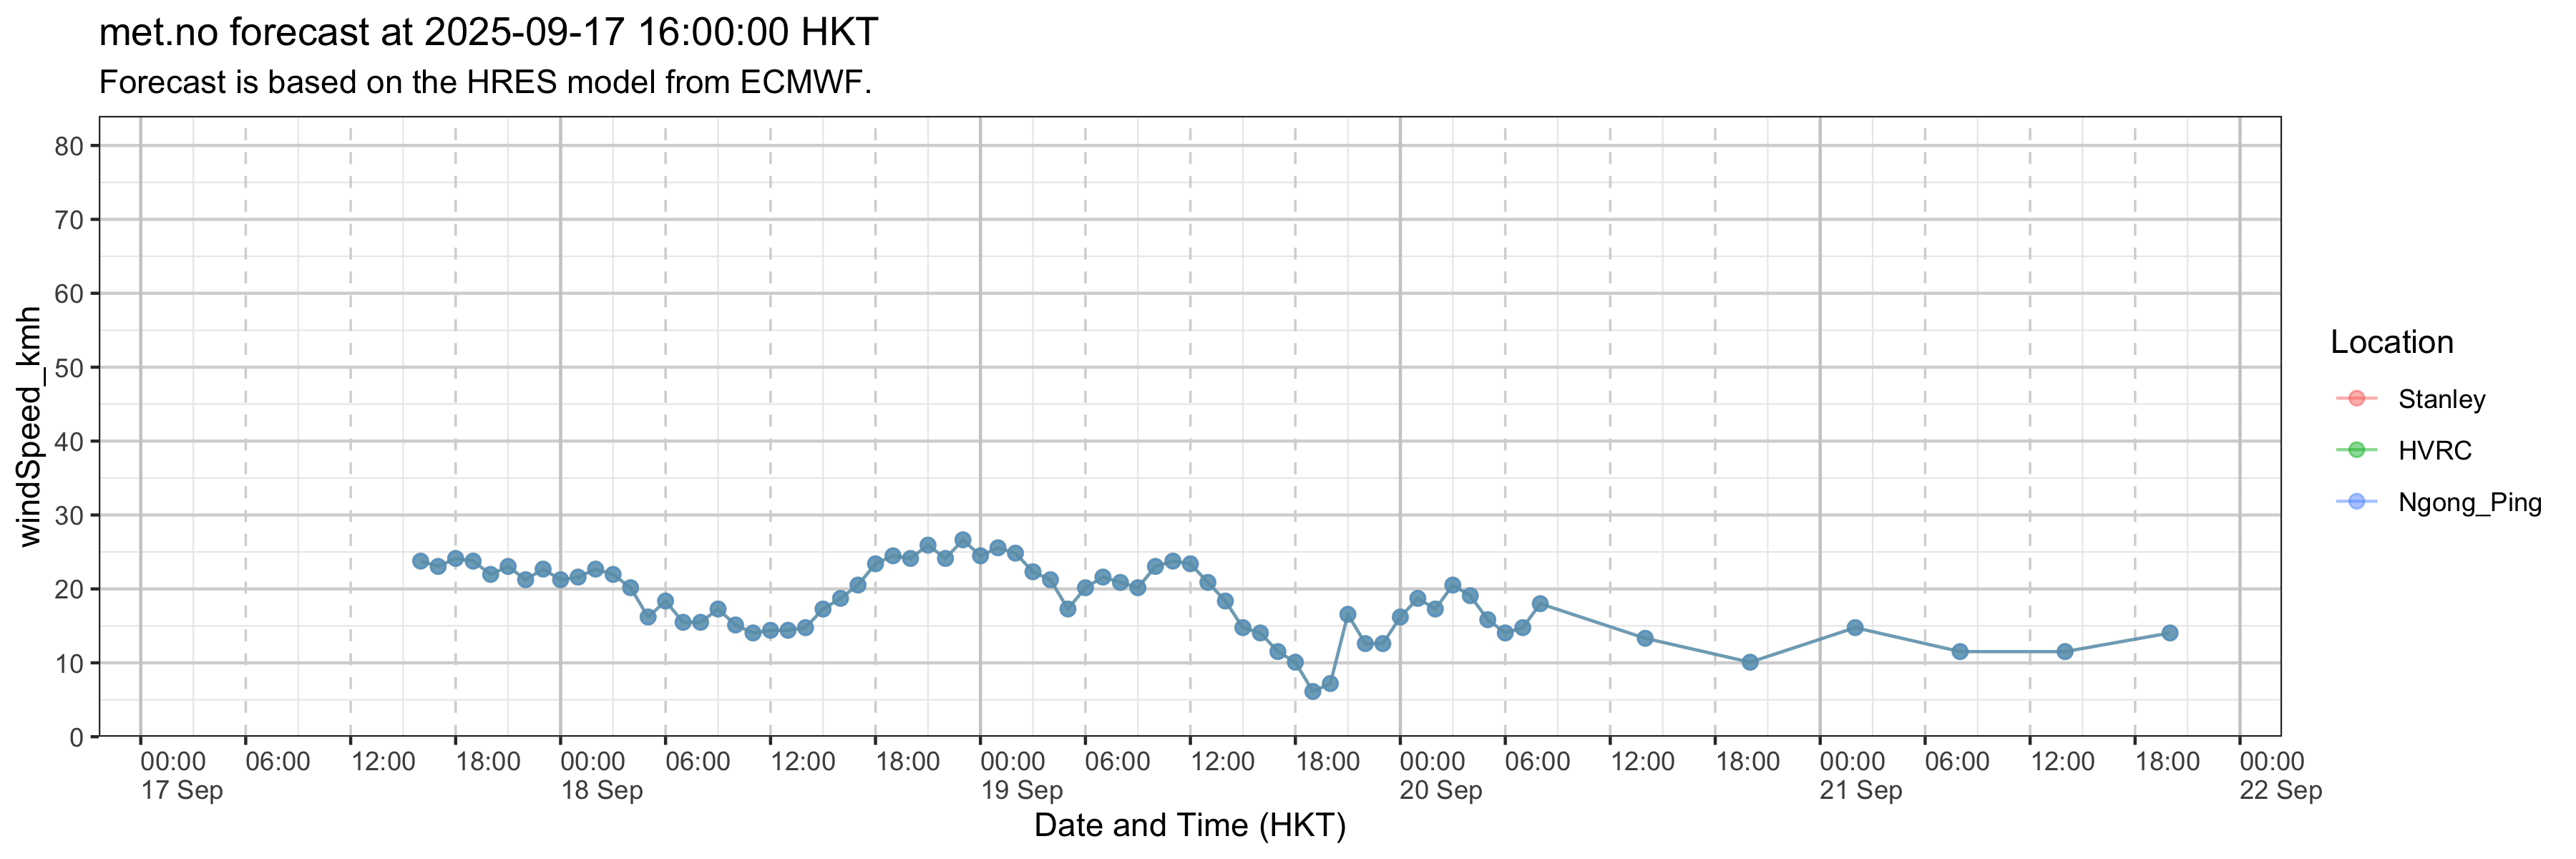 met.no forecast at 2025-09-17 16:00:00 HKT
Forecast is based on the HRES model from ECMWF.
windSpeed_kmh
80
70
60
50
40
30
20
10
0
00:00 06:00 12:00 18:00 00:00 06:00 12:00 18:00 00:00 06:00 12:00 18:00 00:00 06:00 12:00 18:00 00:00 06:00 12:00 18:00 00:00
17 Sep 18 Sep 19 Sep 20 Sep 21 Sep 22 Sep
Date and Time (HKT)
Location
Stanley
HVRC
Ngong_Ping